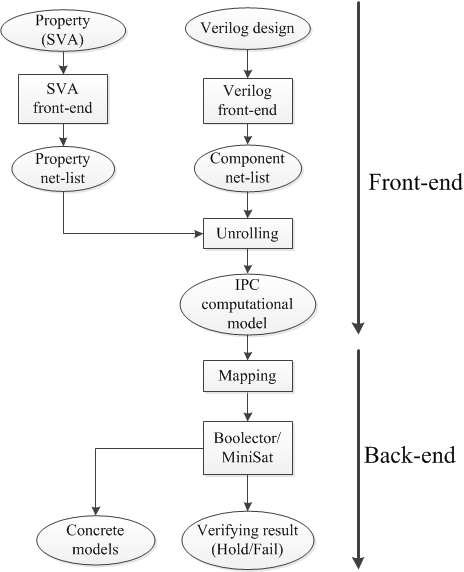 Property
(SVA)
Verilog design
SVA
front-end
Verilog
front-end
Property
net-list
Component
net-list
Front-end
Unrolling
IPC
computational
model
Mapping
Boolector/
MiniSat
Back-end
Concrete
models
Verifying result
(Hold/Fail)